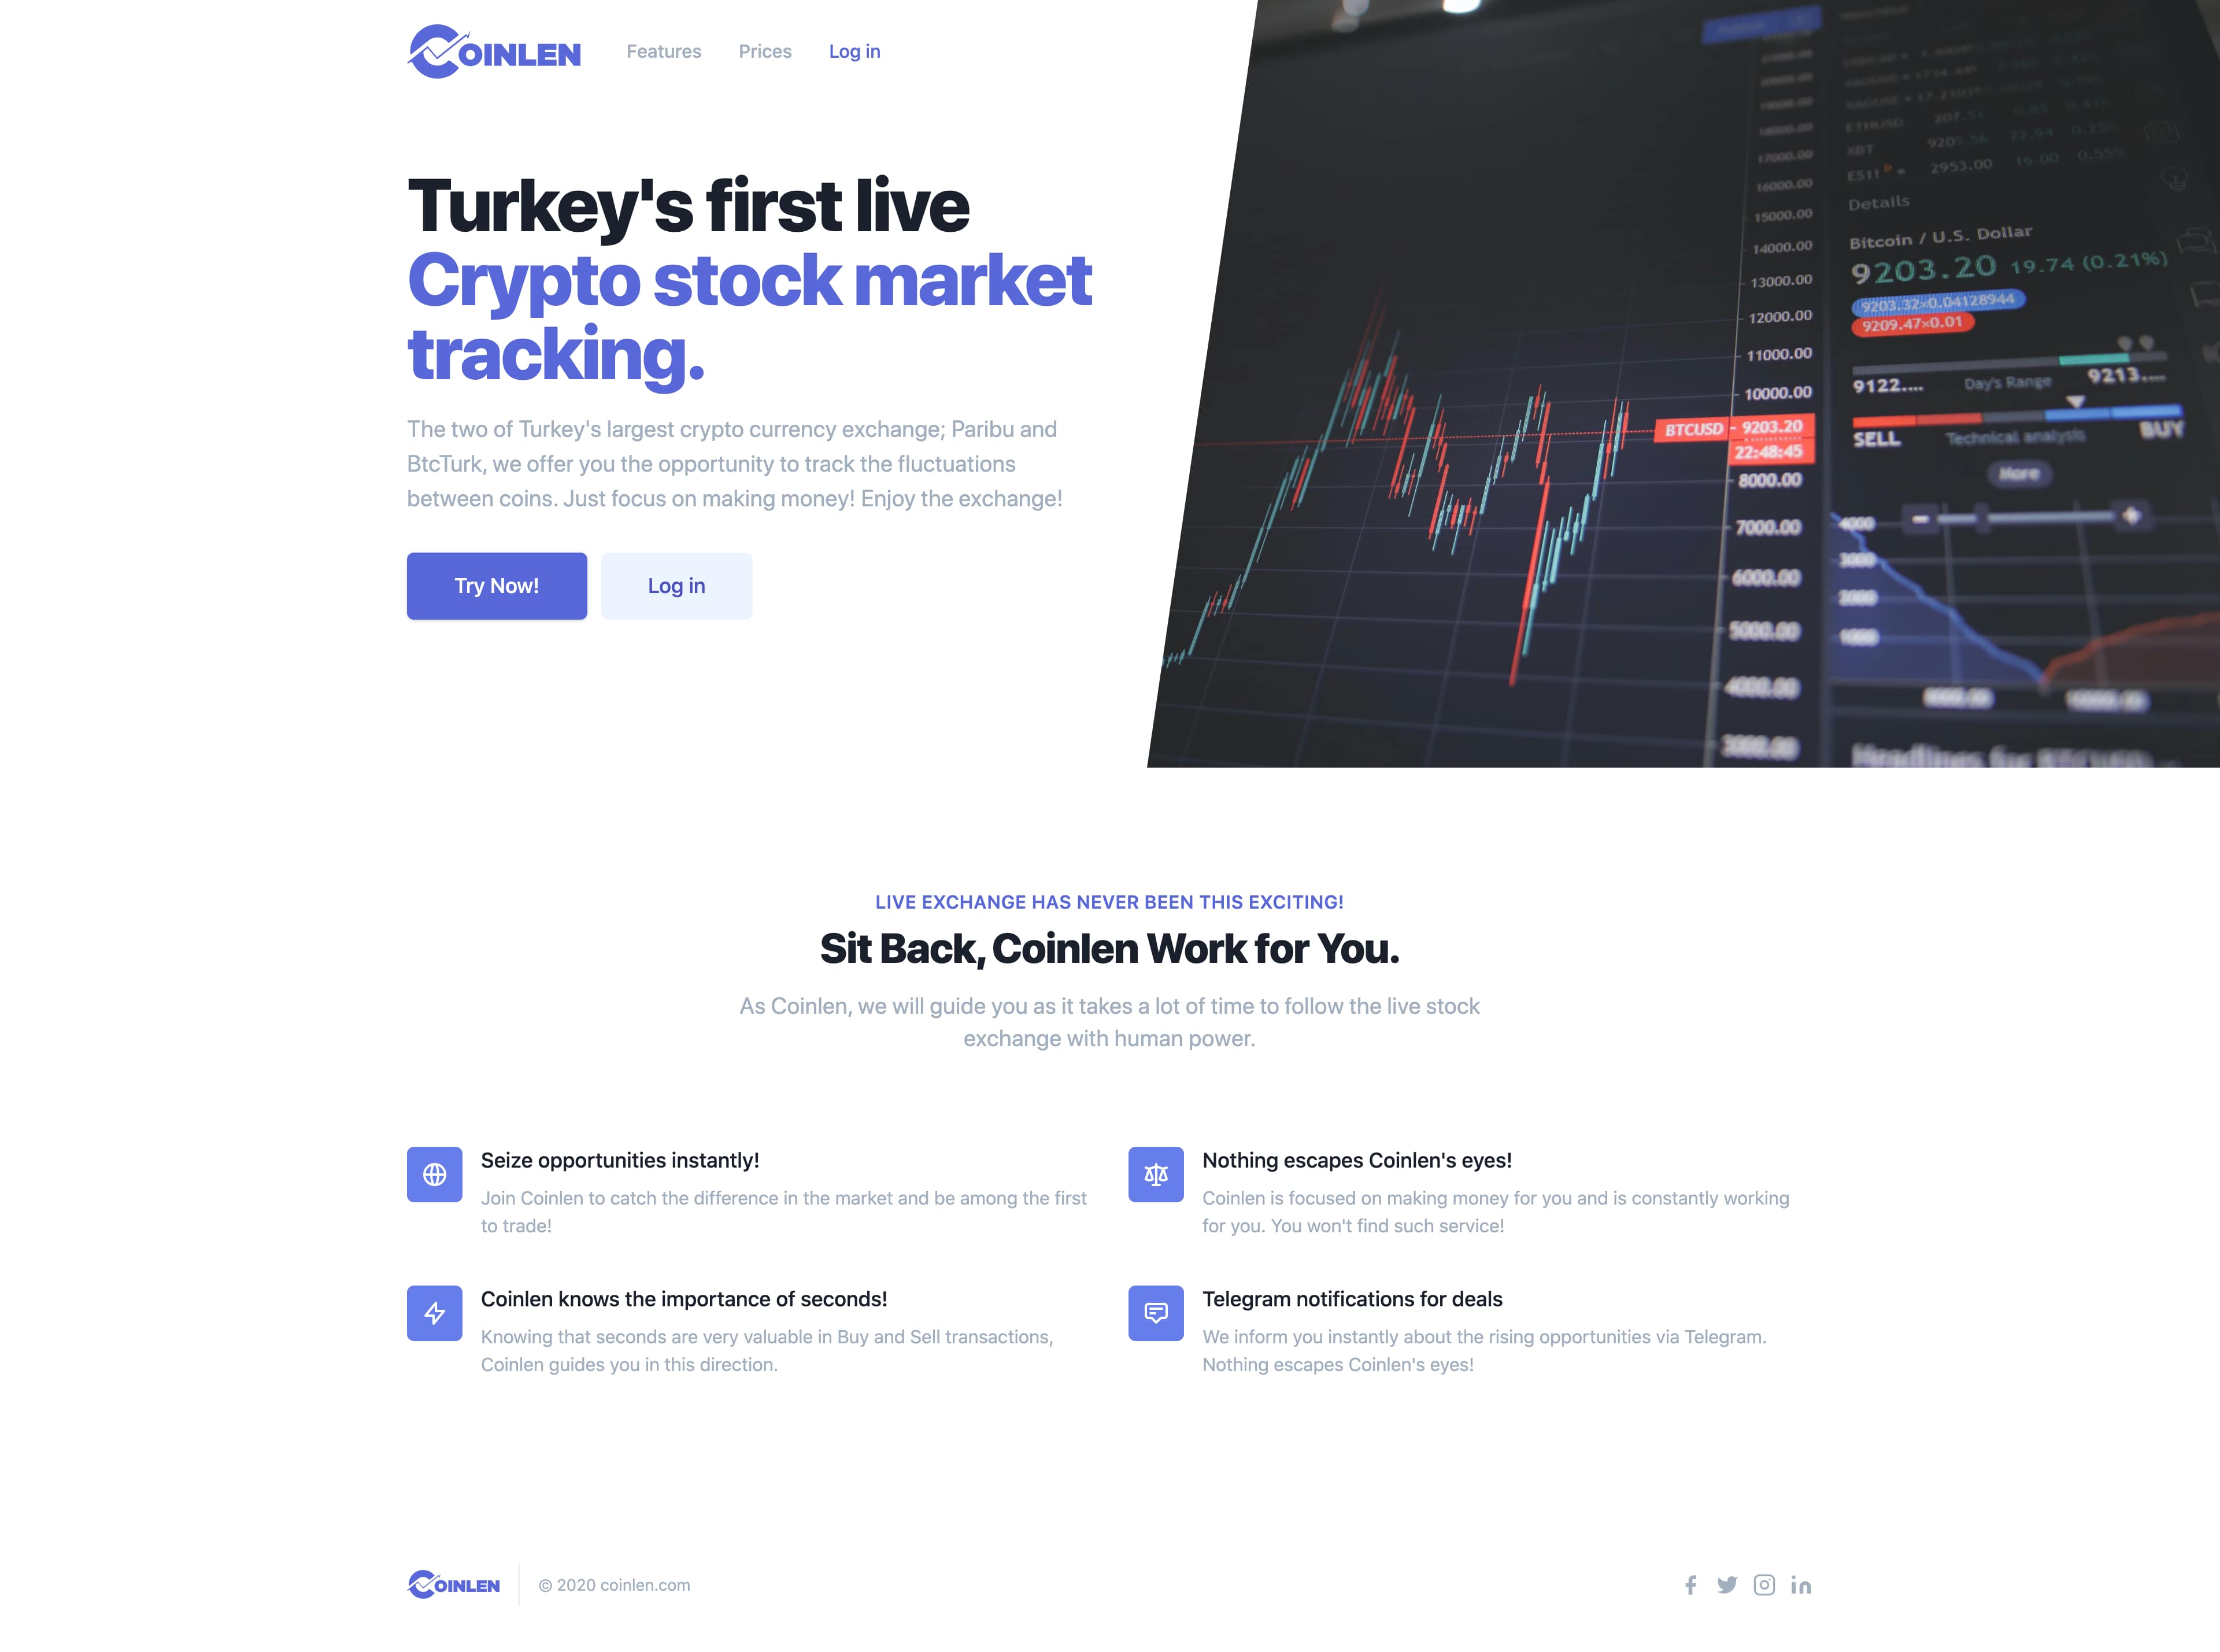 COINLEN
Features
Prices
Log in
Turkey's first live
Crypto stock market
tracking.
The two of Turkey's largest crypto currency exchange; Paribu and
BtcTurk, we offer you the opportunity to track the fluctuations
between coins. Just focus on making money! Enjoy the exchange!
Try Now!
Log in
17000.00
16000.00
15000.00
14000.00
13000.00
12000.00
11000.00
10000.00
BTCUSD
9203.20
22:48:45
8000.00
7000.00
6000.00
5000.00
4000.00
3000.00
ETHUSD
XBT 22.94 0.25%
ES1! D 2953.00 16.00 0.55%
Details
Bitcoin / U.S. Dollar
9203.20 19.74 (0.21%)
9203.32×0.04128944
9209.47×0.01
9122.... Day's Range 9213....
SELL Technical analysis BUY
More
4000
3000
2000
1000
Headlines for
LIVE EXCHANGE HAS NEVER BEEN THIS EXCITING!
Sit Back, Coinlen Work for You.
As Coinlen, we will guide you as it takes a lot of time to follow the live stock
exchange with human power.
Seize opportunities instantly!
Join Coinlen to catch the difference in the market and be among the first
to trade!
Nothing escapes Coinlen's eyes!
Coinlen is focused on making money for you and is constantly working
for you. You won't find such service!
Coinlen knows the importance of seconds!
Knowing that seconds are very valuable in Buy and Sell transactions,
Coinlen guides you in this direction.
Telegram notifications for deals
We inform you instantly about the rising opportunities via Telegram.
Nothing escapes Coinlen's eyes!
COINLEN
© 2020 coinlen.com